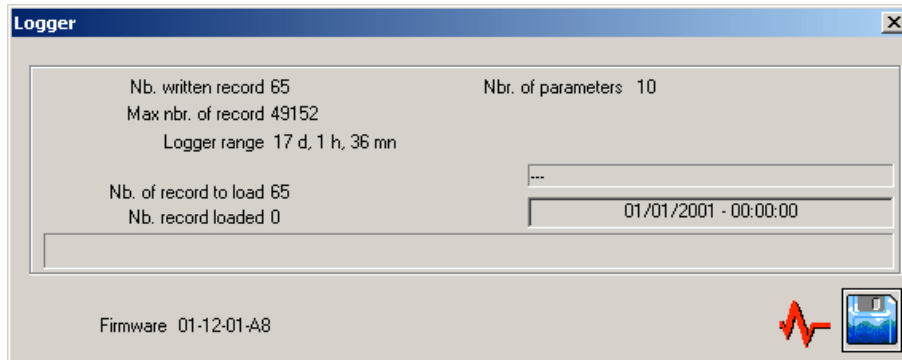 Logger
Nb. written record 65 Nbr. of parameters 10
Max nbr. of record 49152
Logger range 17 d, 1 h, 36 mn
---
Nb. of record to load 65
Nb. record loaded 0 01/01/2001 - 00:00:00
Firmware 01-12-01-A8